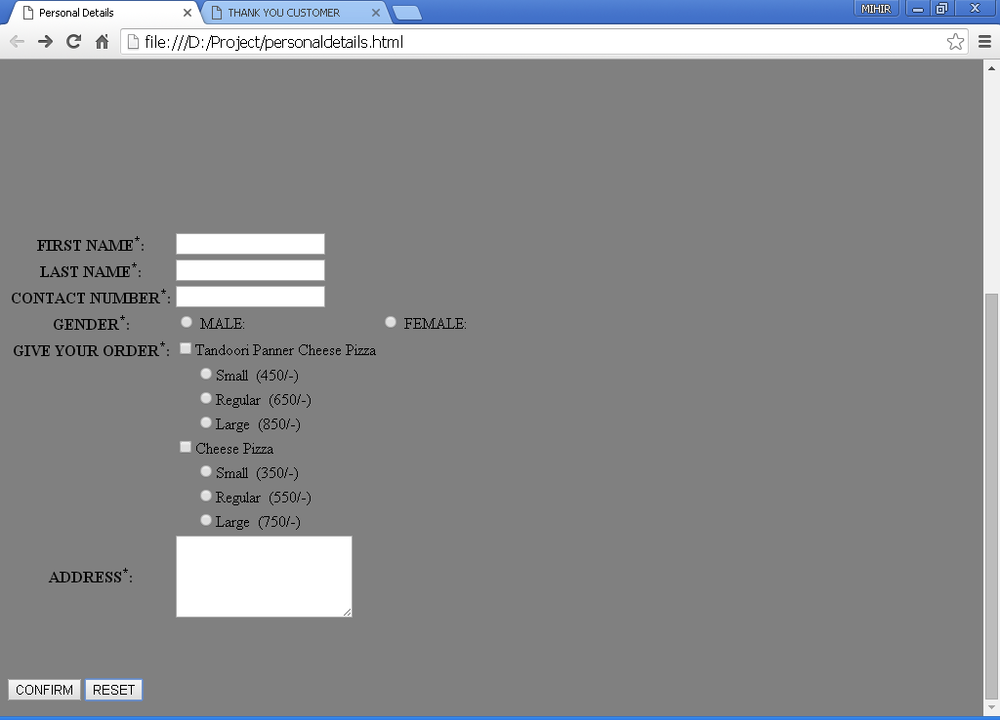 Personal Details THANK YOU CUSTOMER MIHIR
file:///D:/Project/personaldetails.html
FIRST NAME*:
LAST NAME*:
CONTACT NUMBER*:
GENDER*: MALE: FEMALE:
GIVE YOUR ORDER*: Tandoori Panner Cheese Pizza
Small (450/-)
Regular (650/-)
Large (850/-)
Cheese Pizza
Small (350/-)
Regular (550/-)
Large (750/-)
ADDRESS*:
CONFIRM RESET